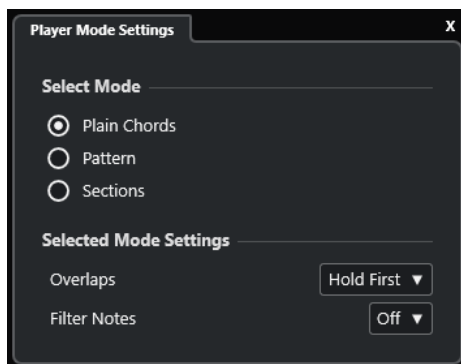 Player Mode Settings X
Select Mode
Plain Chords
Pattern
Sections
Selected Mode Settings
Overlaps Hold First ▼
Filter Notes Off ▼